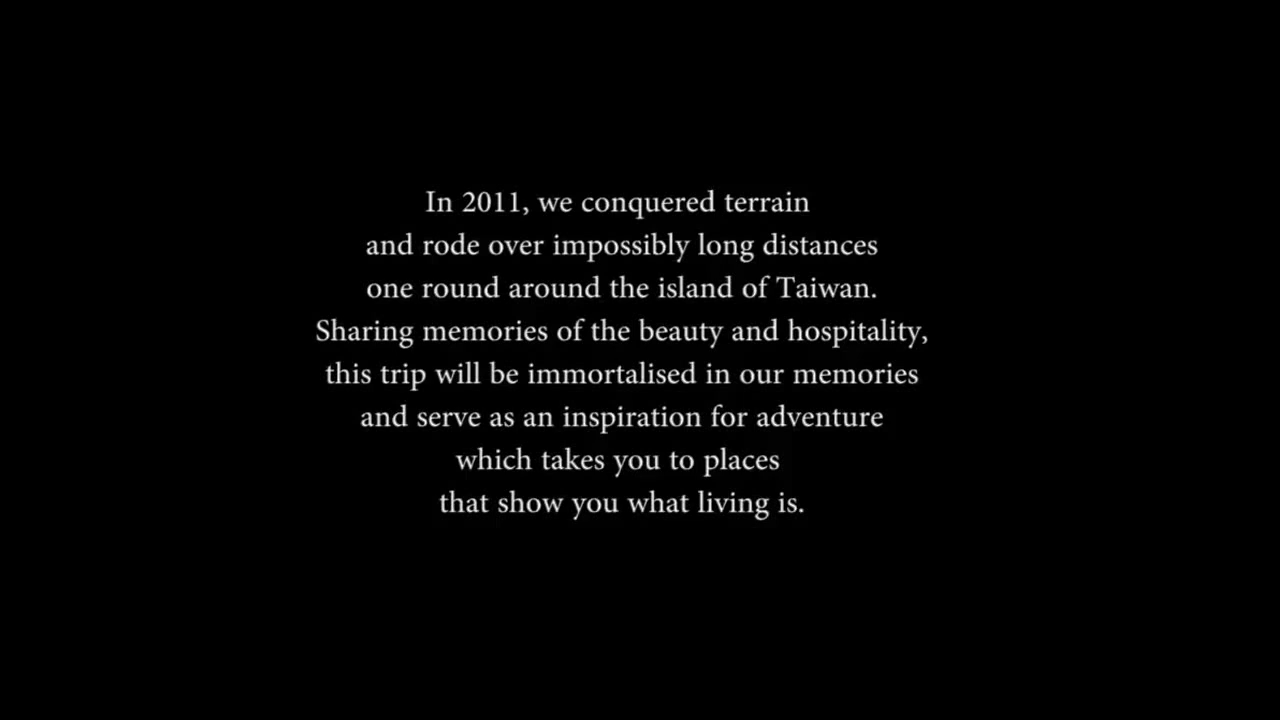 In 2011, we conquered terrain
and rode over impossibly long distances
one round around the island of Taiwan.
Sharing memories of the beauty and hospitality,
this trip will be immortalised in our memories
and serve as an inspiration for adventure
which takes you to places
that show you what living is.